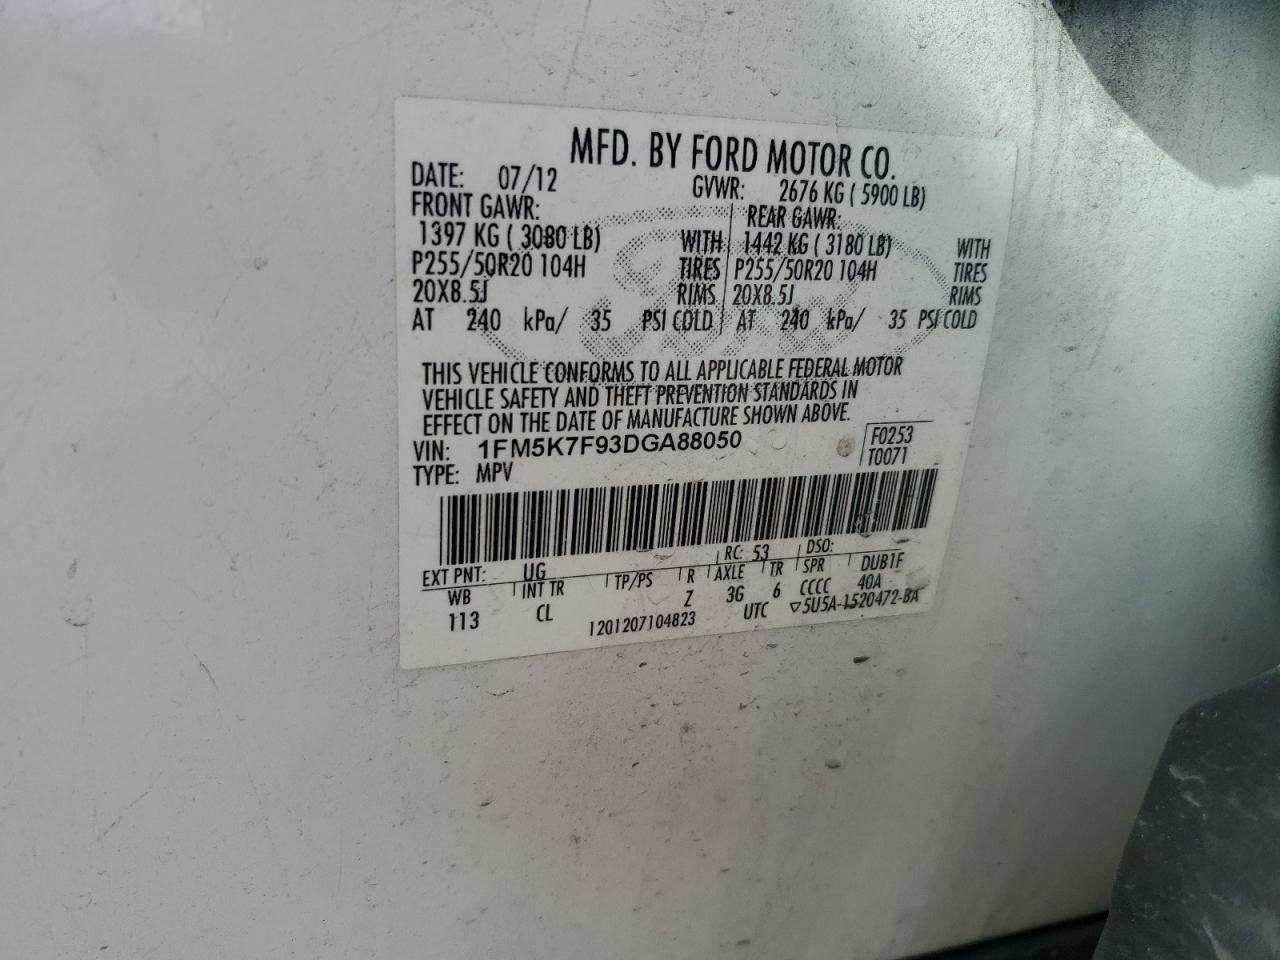 MFD. BY FORD MOTOR CO.
DATE: 07/12 GVWR: 2676 KG ( 5900 LB)
FRONT GAWR: REAR GAWR:
1397 KG ( 3080 LB) WITH 1442 KG ( 3180 LB) WITH
P255/50R20 104H TIRES P255/50R20 104H TIRES
20X8.5J RIMS 20X8.5J RIMS
AT 240 kPa/ 35 PSI COLD AT 240 kPa/ 35 PSI COLD
THIS VEHICLE CONFORMS TO ALL APPLICABLE FEDERAL MOTOR
VEHICLE SAFETY AND THEFT PREVENTION STANDARDS IN
EFFECT ON THE DATE OF MANUFACTURE SHOWN ABOVE.
VIN: 1FM5K7F93DGA88050 F0253
TYPE: MPV T0071
EXT PNT: UG RC: 53 DSO:
WB INT TR TP/PS R AXLE TR SPR DUB1F
113 CL Z 3G 6 CCCC 40A
1201207104823 UTC ▽5U5A-1520472-BA